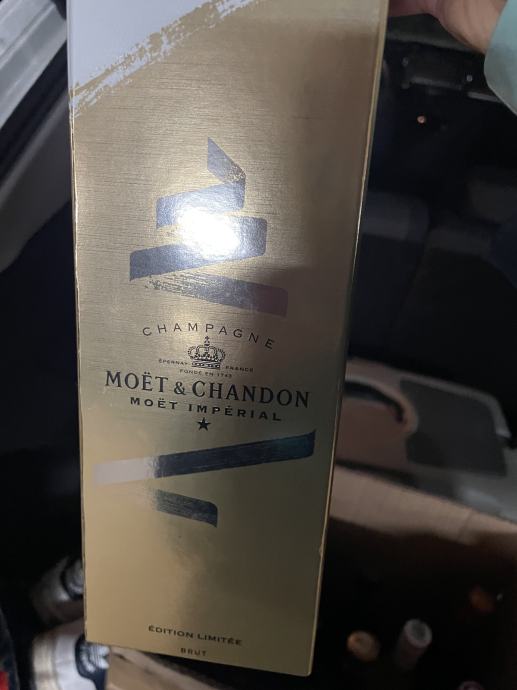 CHAMPAGNE
ÉPERNAY FRANCE
FONDÉ EN 1743
MOËT & CHANDON
MOËT IMPÉRIAL
ÉDITION LIMITÉE
BRUT